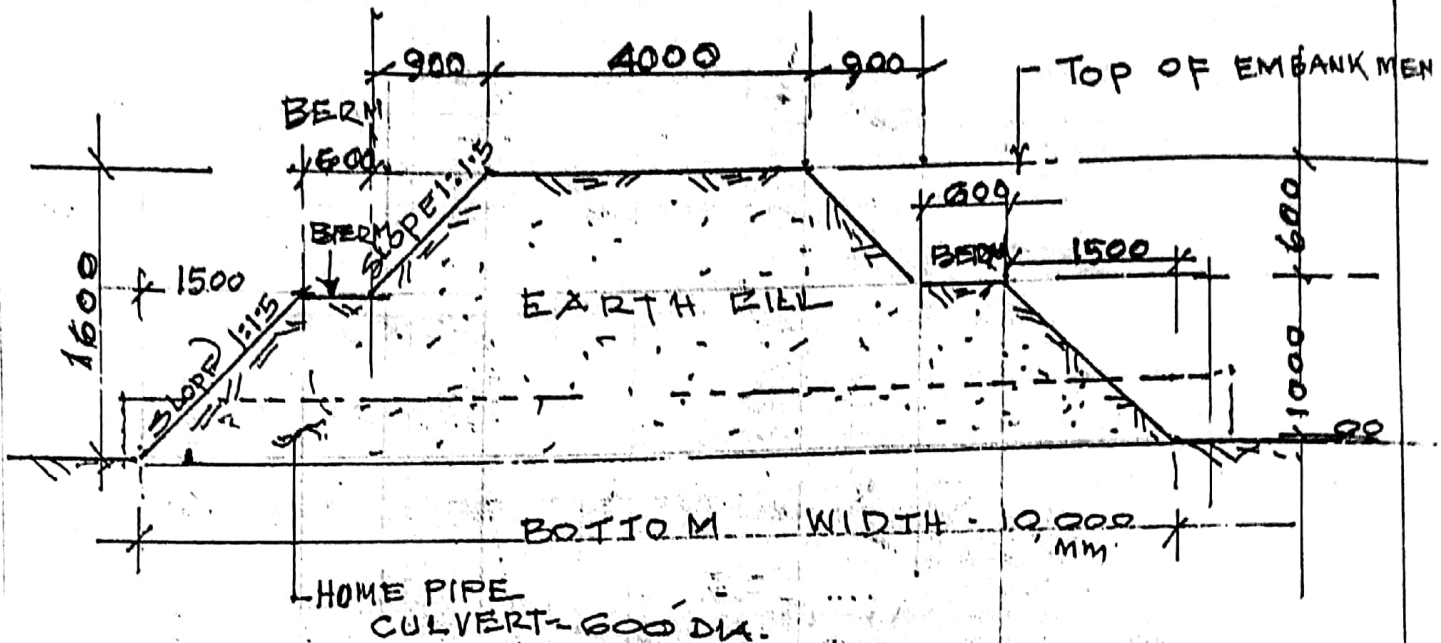 900 4000 900
TOP OF EMBANKMEN
BERM
600
SLOPE 1:1.5
600
600
BERM
BERM
1500
1500
1600
EARTH FILL
SLOPE 1:1.5
1000
BOTTOM WIDTH - 10,000
MM.
HOME PIPE
CULVERT - 600 DIA.